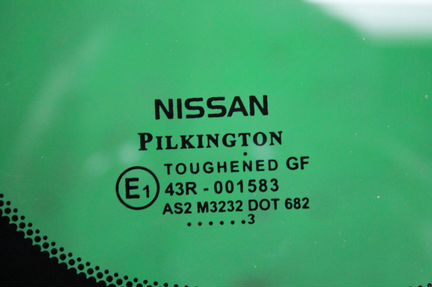 NISSAN
PILKINGTON
TOUGHENED GF
E1
43R - 001583
AS2 M3232 DOT 682
. . . . . . 3